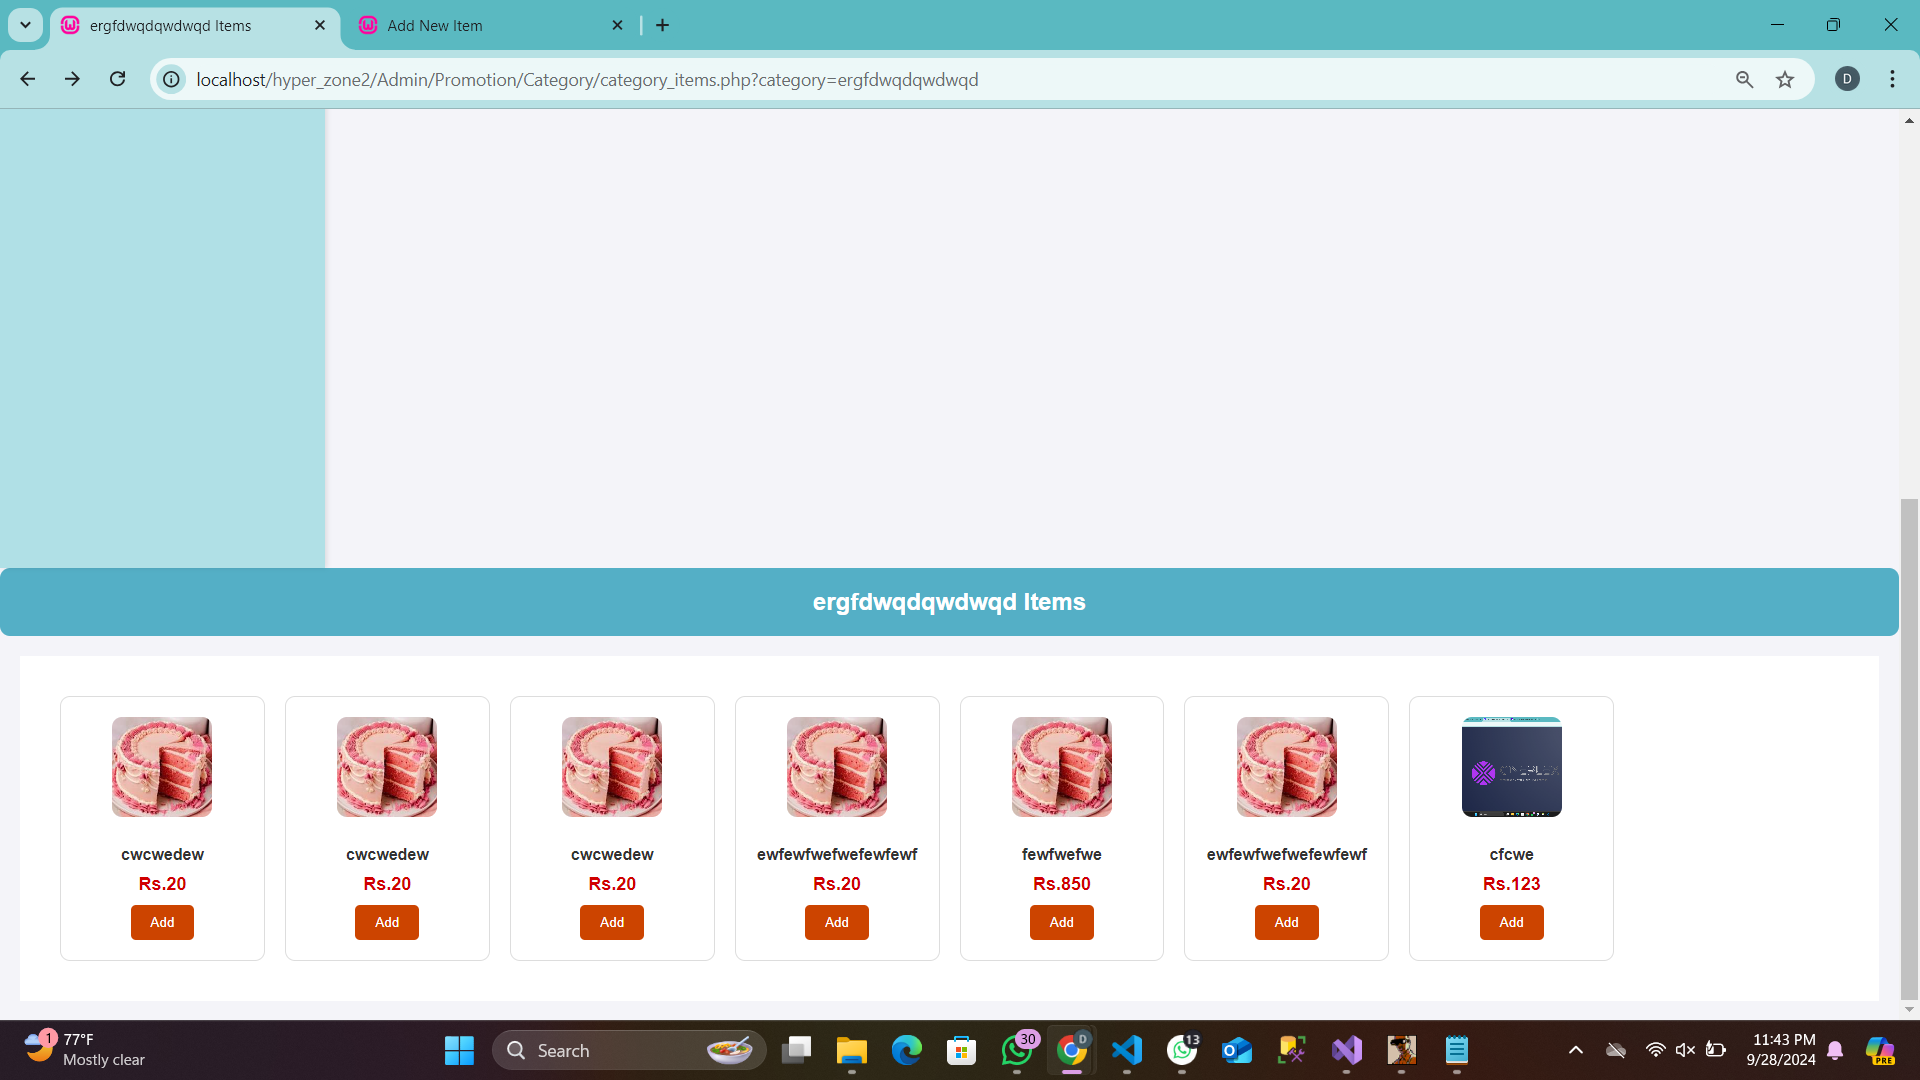 ergfdwqdqwdwqd Items
Add New Item
localhost/hyper_zone2/Admin/Promotion/Category/category_items.php?category=ergfdwqdqwdwqd
D
ergfdwqdqwdwqd Items
cwcwedew
Rs.20
Add
cwcwedew
Rs.20
Add
cwcwedew
Rs.20
Add
ewfewfwefwefewfewf
Rs.20
Add
fewfwefwe
Rs.850
Add
ewfewfwefwefewfewf
Rs.20
Add
cfcwe
Rs.123
Add
1
77°F
Mostly clear
Search
30
D
13
11:43 PM
9/28/2024
PRE